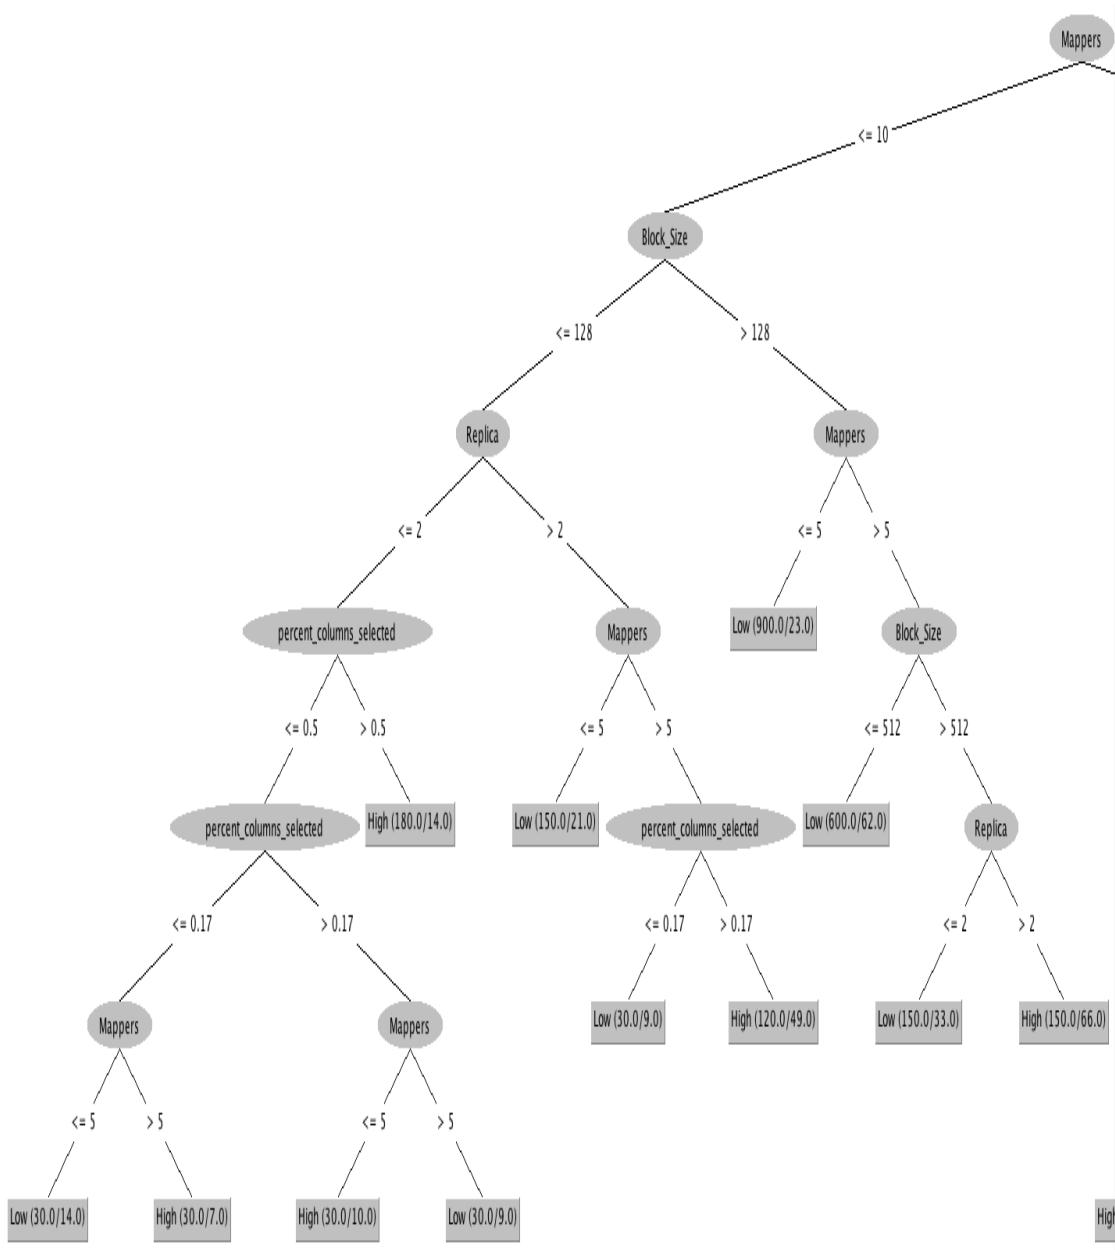 Mappers
<= 10
Block_Size
<= 128
> 128
Replica
Mappers
<= 2
> 2
<= 5
> 5
percent_columns_selected
Mappers
Low (900.0/23.0)
Block_Size
<= 0.5
> 0.5
<= 5
> 5
<= 512
> 512
percent_columns_selected
High (180.0/14.0)
Low (150.0/21.0)
percent_columns_selected
Low (600.0/62.0)
Replica
<= 0.17
> 0.17
<= 0.17
> 0.17
<= 2
> 2
Mappers
Mappers
Low (30.0/9.0)
High (120.0/49.0)
Low (150.0/33.0)
High (150.0/66.0)
<= 5
> 5
<= 5
> 5
Low (30.0/14.0)
High (30.0/7.0)
High (30.0/10.0)
Low (30.0/9.0)